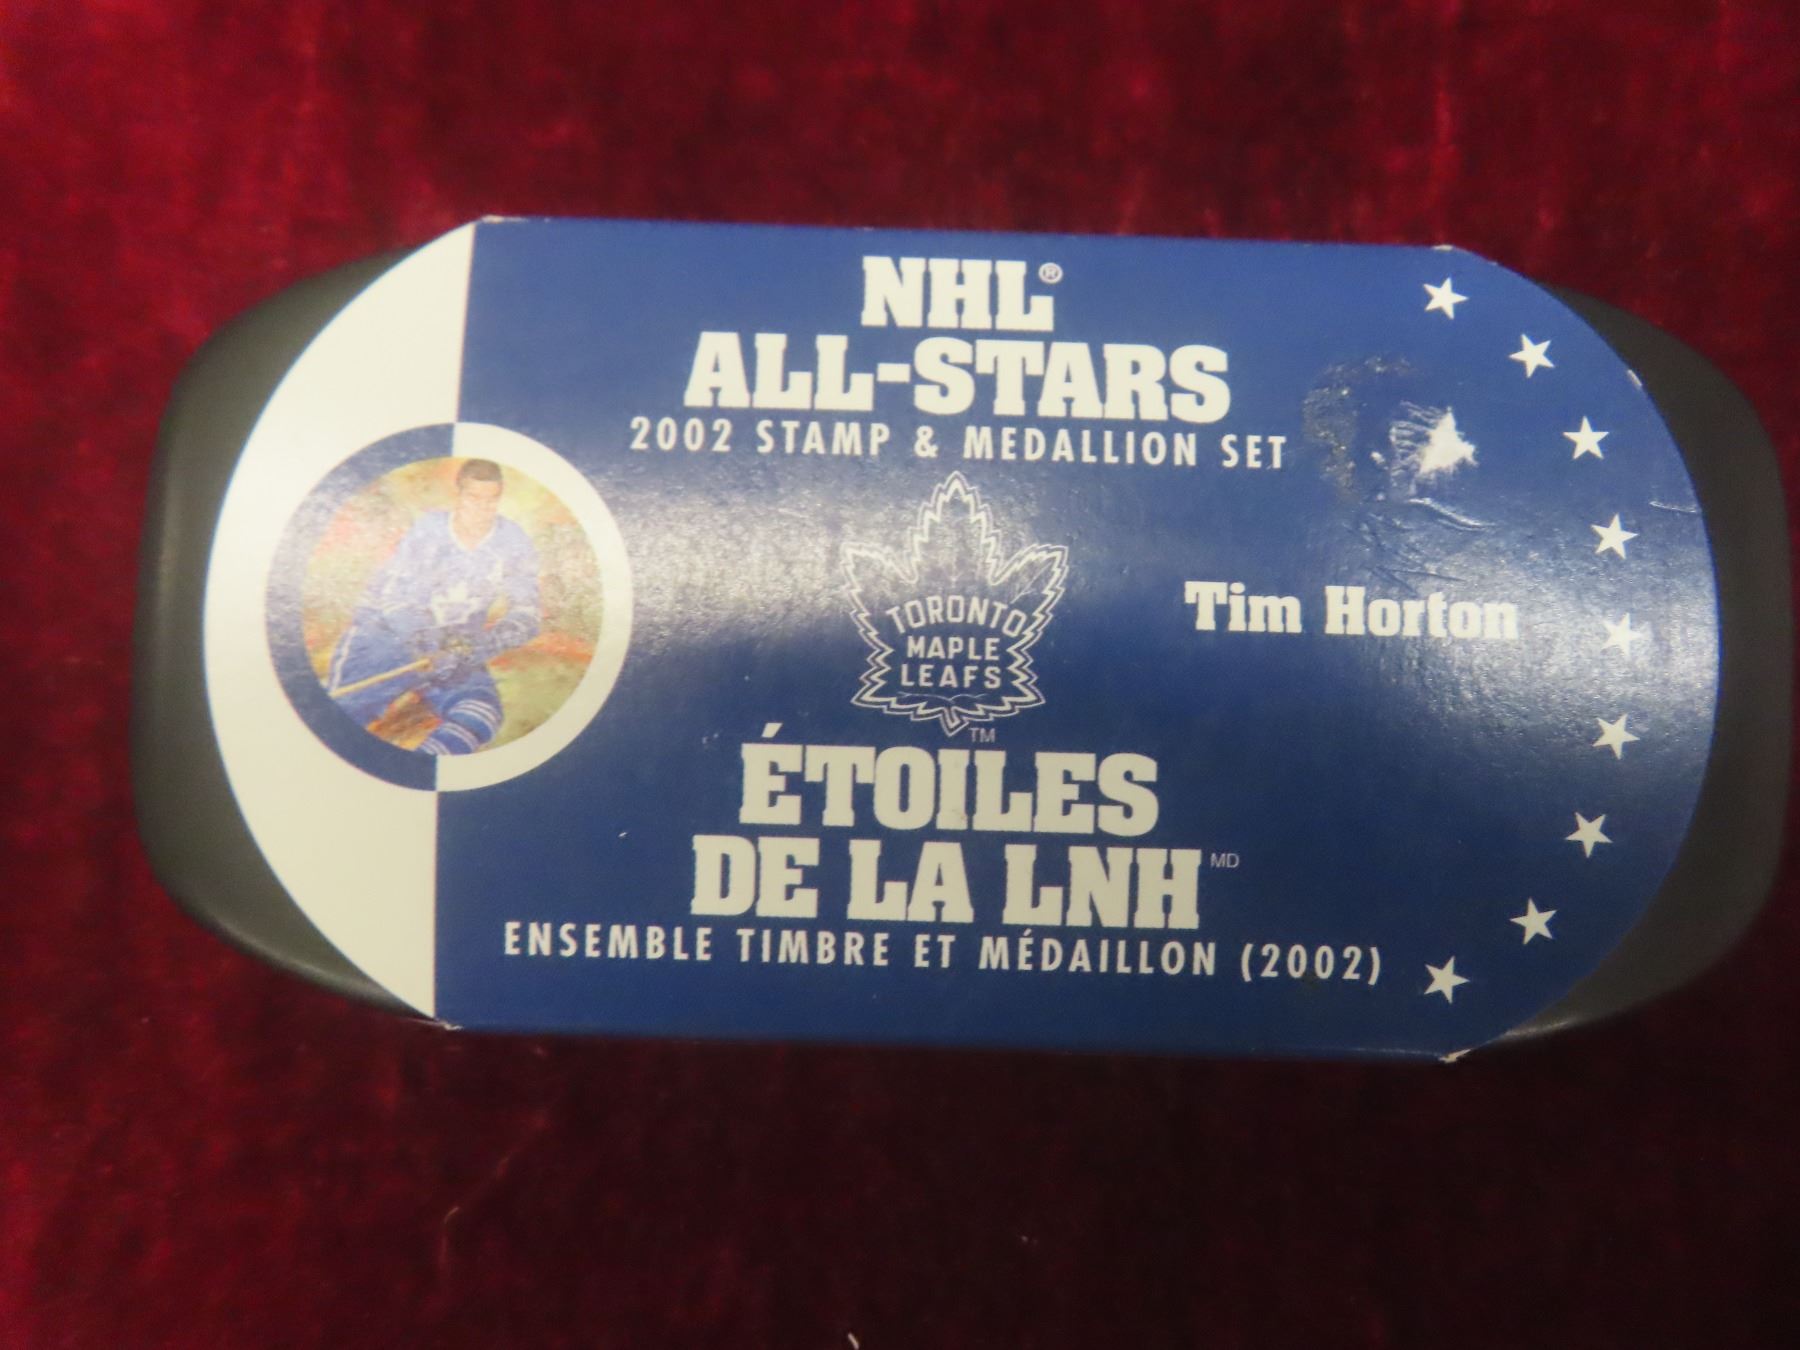 NHL®
ALL-STARS
2002 STAMP & MEDALLION SET
TORONTO
MAPLE
LEAFS
TM
Tim Horton
ÉTOILES
DE LA LNH MD
ENSEMBLE TIMBRE ET MÉDAILLON (2002)